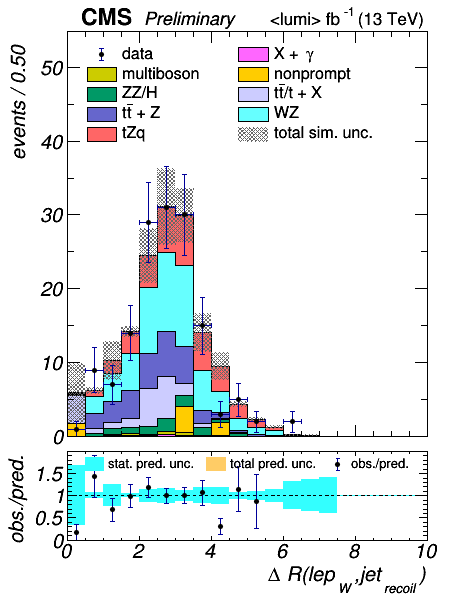 CMS Preliminary <lumi> fb⁻¹ (13 TeV)
events / 0.50
50
40
30
20
10
0
data
multiboson
ZZ/H
tt̄ + Z
tZq
X + γ
nonprompt
tt̄/t + X
WZ
total sim. unc.
obs./pred.
1.5
1
0.5
0
stat. pred. unc. total pred. unc. obs./pred.
0 2 4 6 8 10
Δ R(lep_W,jet_recoil)